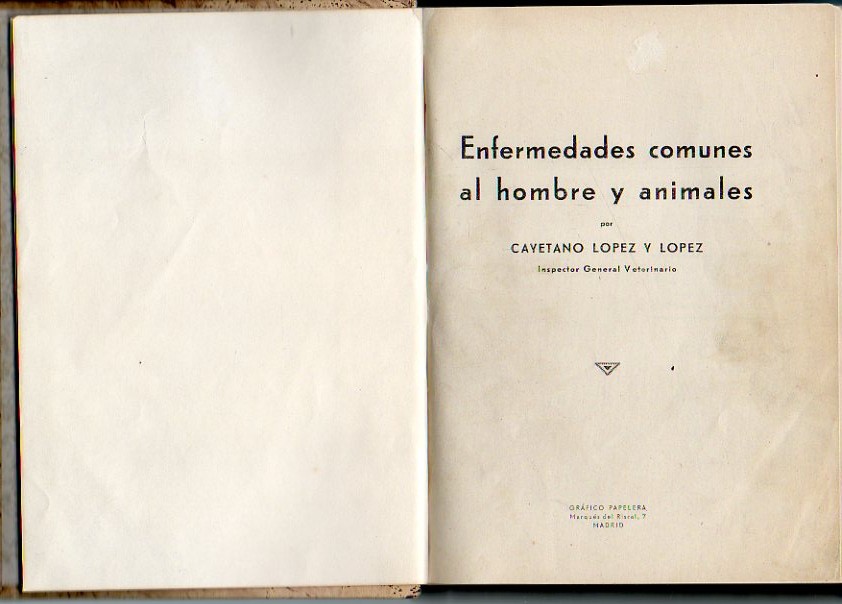 Enfermedades comunes
al hombre y animales
por
CAYETANO LOPEZ Y LOPEZ
Inspector General Veterinario
GRÁFICO PAPELERA
Marqués del Riscal, 7
MADRID